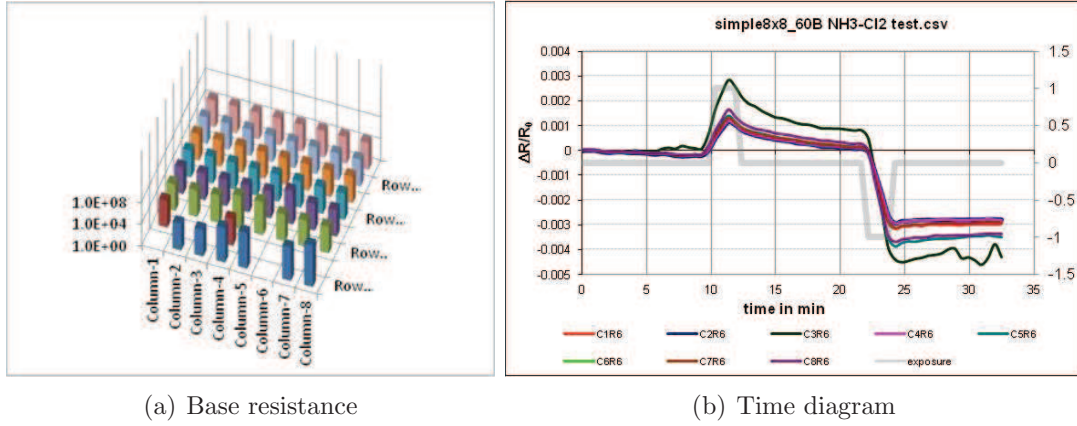 1.0E+08
1.0E+04
1.0E+00
Column-1
Column-2
Column-3
Column-4
Column-5
Column-6
Column-7
Column-8
Row...
Row...
Row...
Row...
(a) Base resistance
simple8x8_60B NH3-Cl2 test.csv
0.004
0.003
0.002
0.001
0
-0.001
-0.002
-0.003
-0.004
-0.005
ΔR/R₀
1.5
1
0.5
0
-0.5
-1
-1.5
0 5 10 15 20 25 30 35
time in min
C1R6 C2R6 C3R6 C4R6 C5R6
C6R6 C7R6 C8R6 exposure
(b) Time diagram